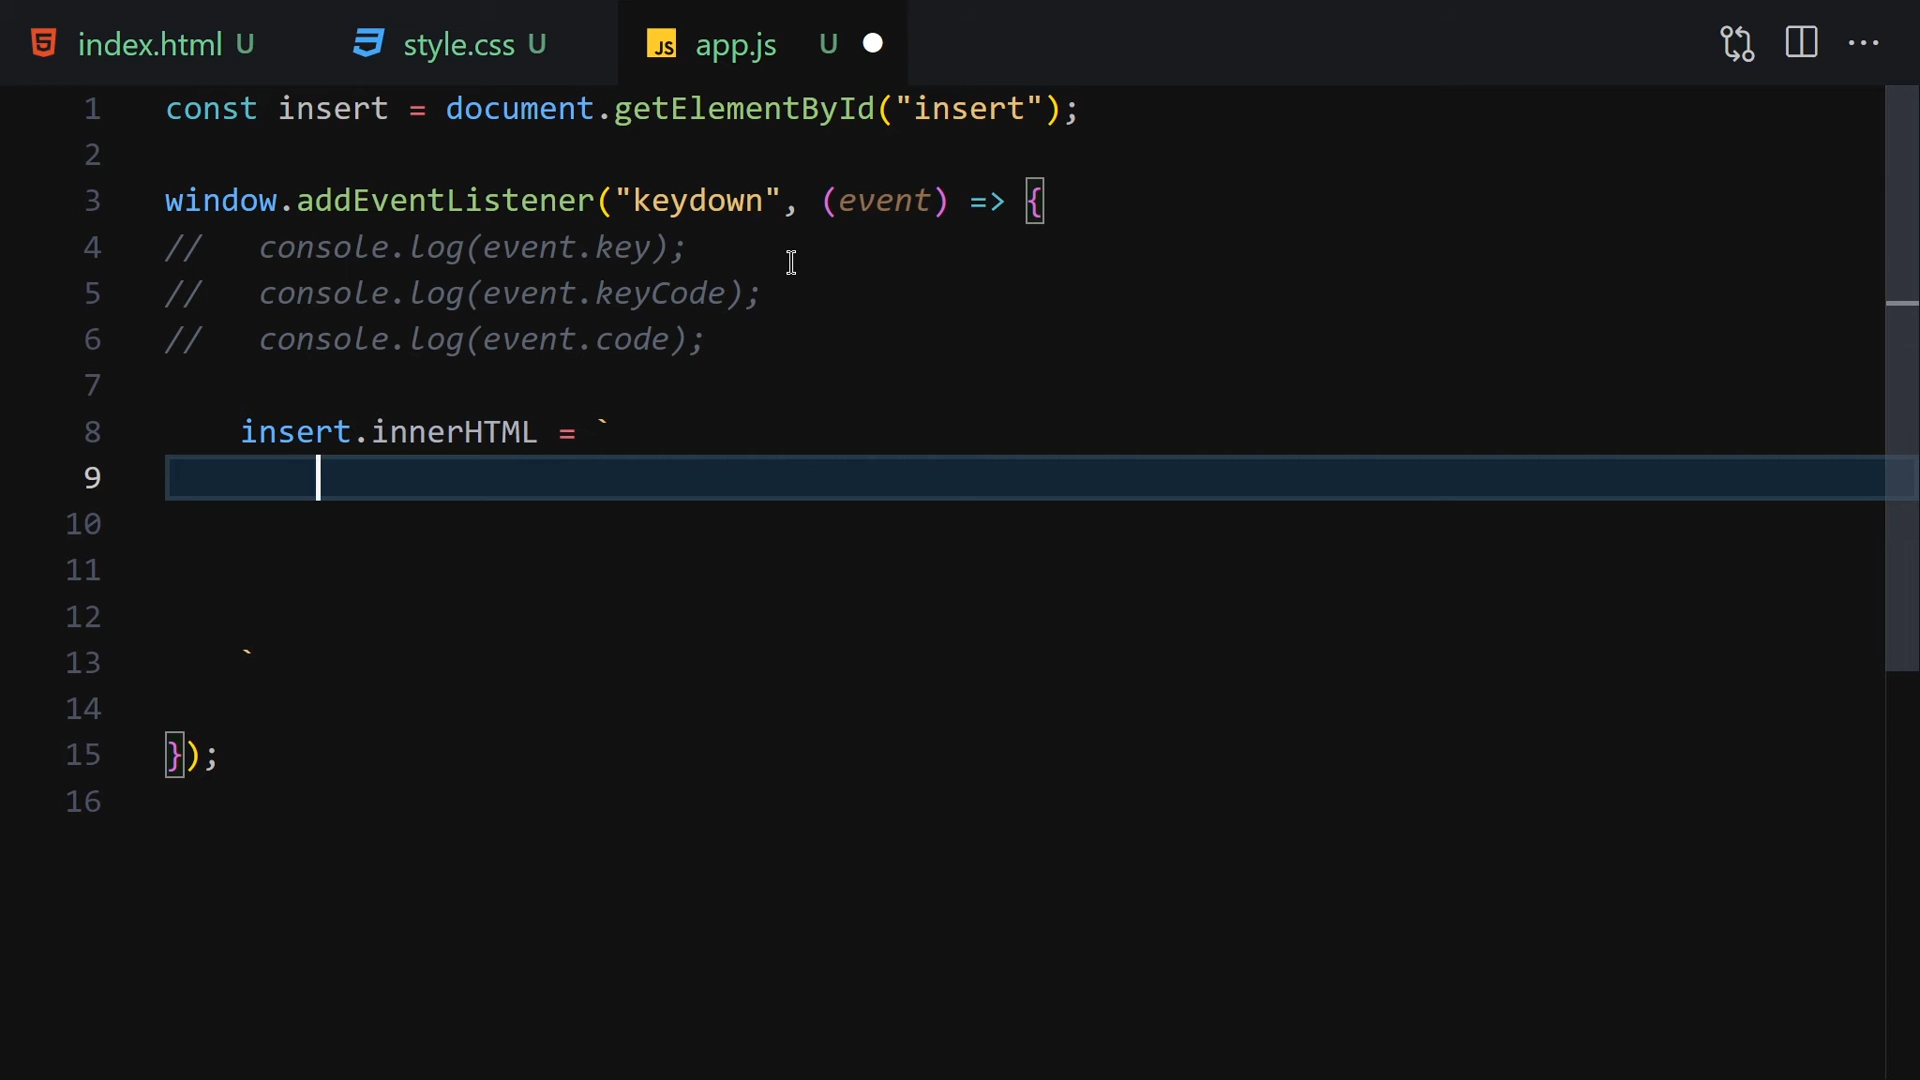 index.html U style.css U JS app.js U
1 const insert = document.getElementById("insert");
2
3 window.addEventListener("keydown", (event) => {
4 //   console.log(event.key);
5 //   console.log(event.keyCode);
6 //   console.log(event.code);
7
8     insert.innerHTML = `
9
10
11
12
13     `
14
15 });
16